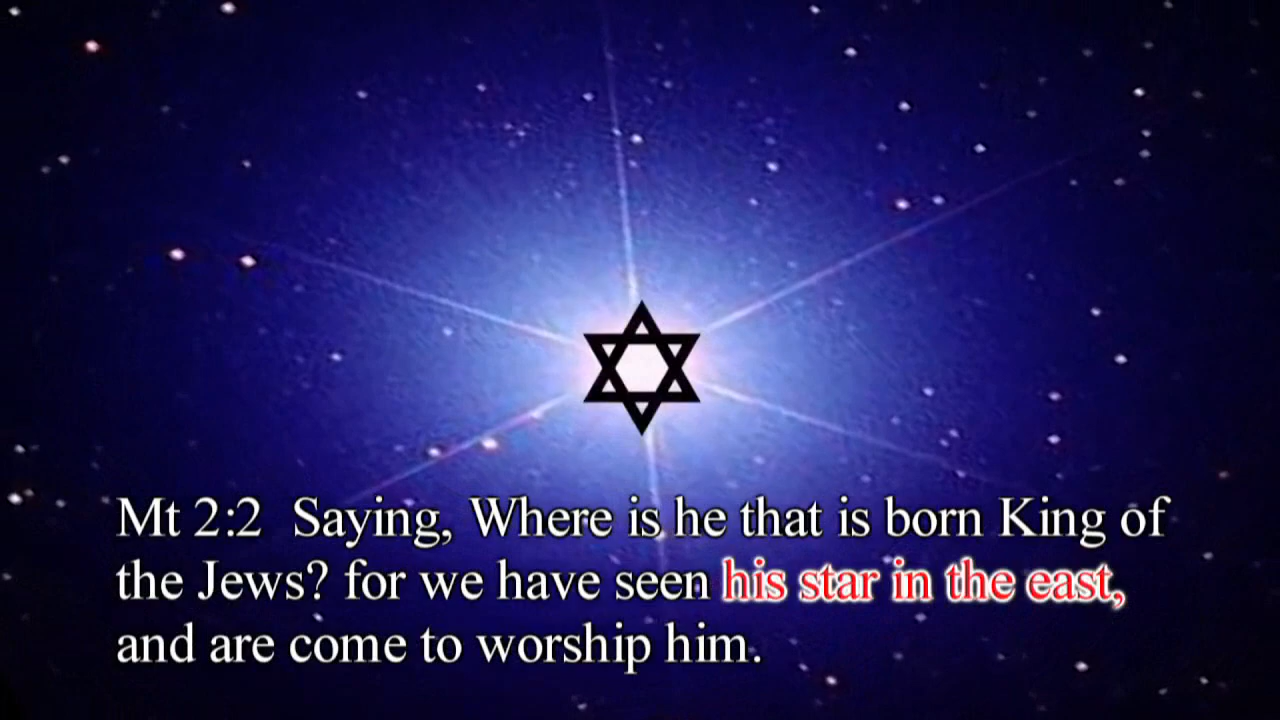 Mt 2:2 Saying, Where is he that is born King of
the Jews? for we have seen his star in the east,
and are come to worship him.